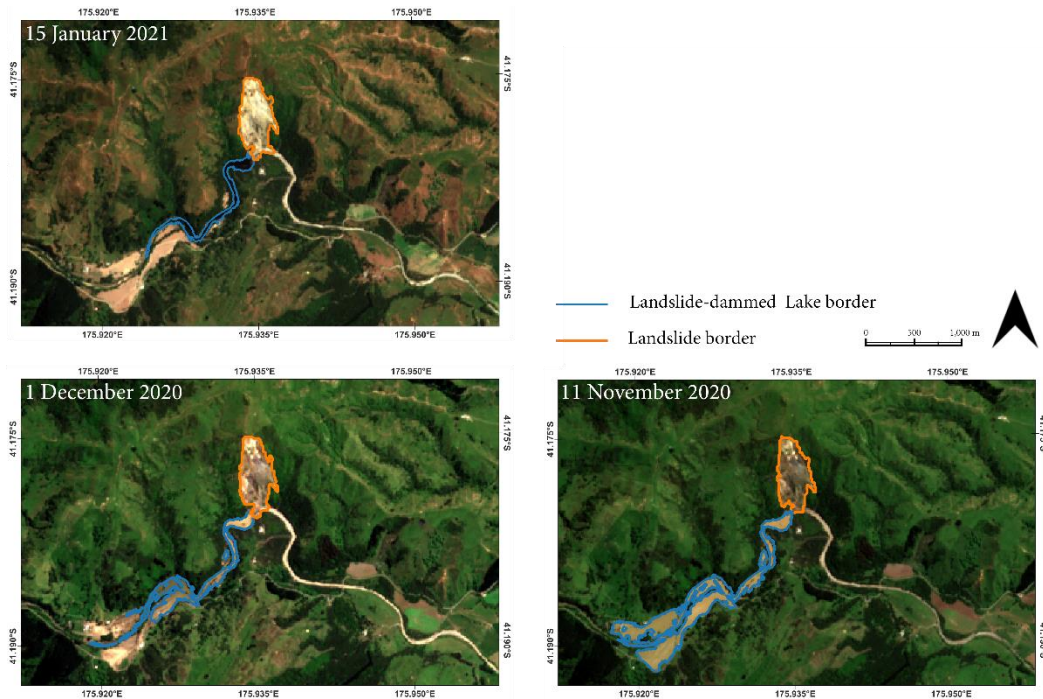 175.920°E 175.935°E 175.950°E
15 January 2021
41.175°S 41.175°S
41.190°S 41.190°S
175.920°E 175.935°E 175.950°E
Landslide-dammed Lake border
Landslide border
0 500 1,000 m
175.920°E 175.935°E 175.950°E
1 December 2020
41.175°S 41.175°S
41.190°S 41.190°S
175.920°E 175.935°E 175.950°E
175.920°E 175.935°E 175.950°E
11 November 2020
41.175°S
41.190°S
175.920°E 175.935°E 175.950°E